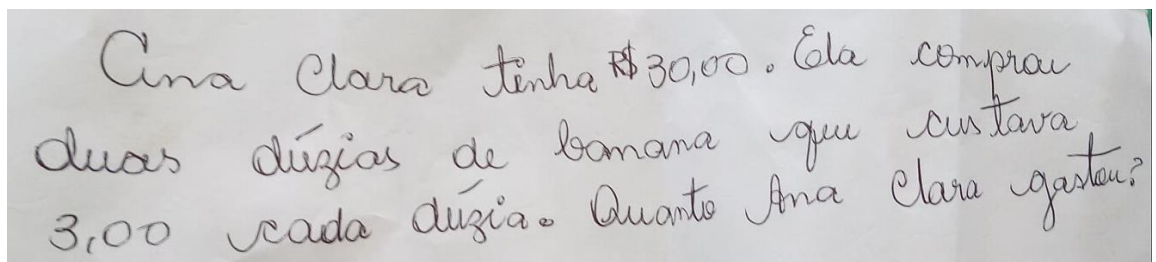 Ana Clara tinha R$30,00. Ela comprou
duas dúzias de banana que custava
3,00 cada dúzia. Quanto Ana Clara gastou?